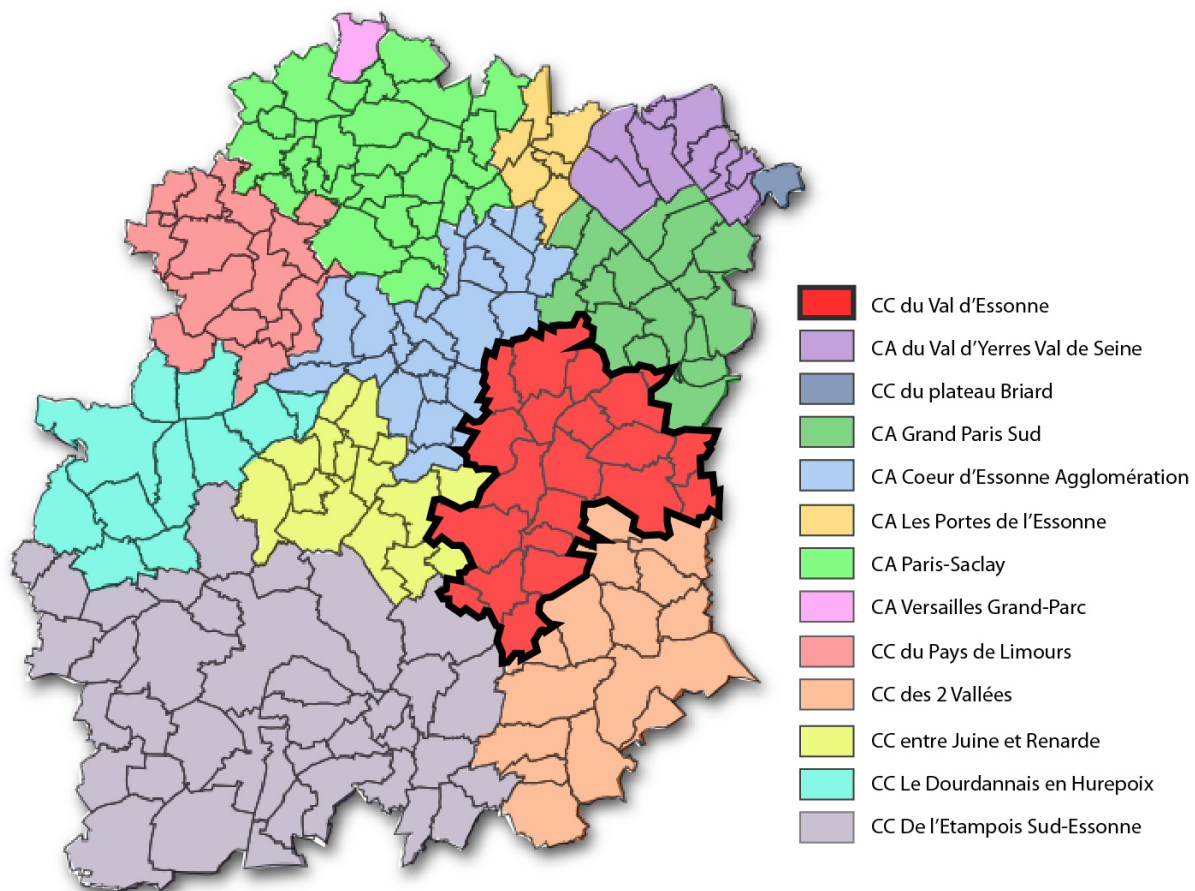 CC du Val d’Essonne
CA du Val d’Yerres Val de Seine
CC du plateau Briard
CA Grand Paris Sud
CA Coeur d’Essonne Agglomération
CA Les Portes de l’Essonne
CA Paris-Saclay
CA Versailles Grand-Parc
CC du Pays de Limours
CC des 2 Vallées
CC entre Juine et Renarde
CC Le Dourdannais en Hurepoix
CC De l’Etampois Sud-Essonne